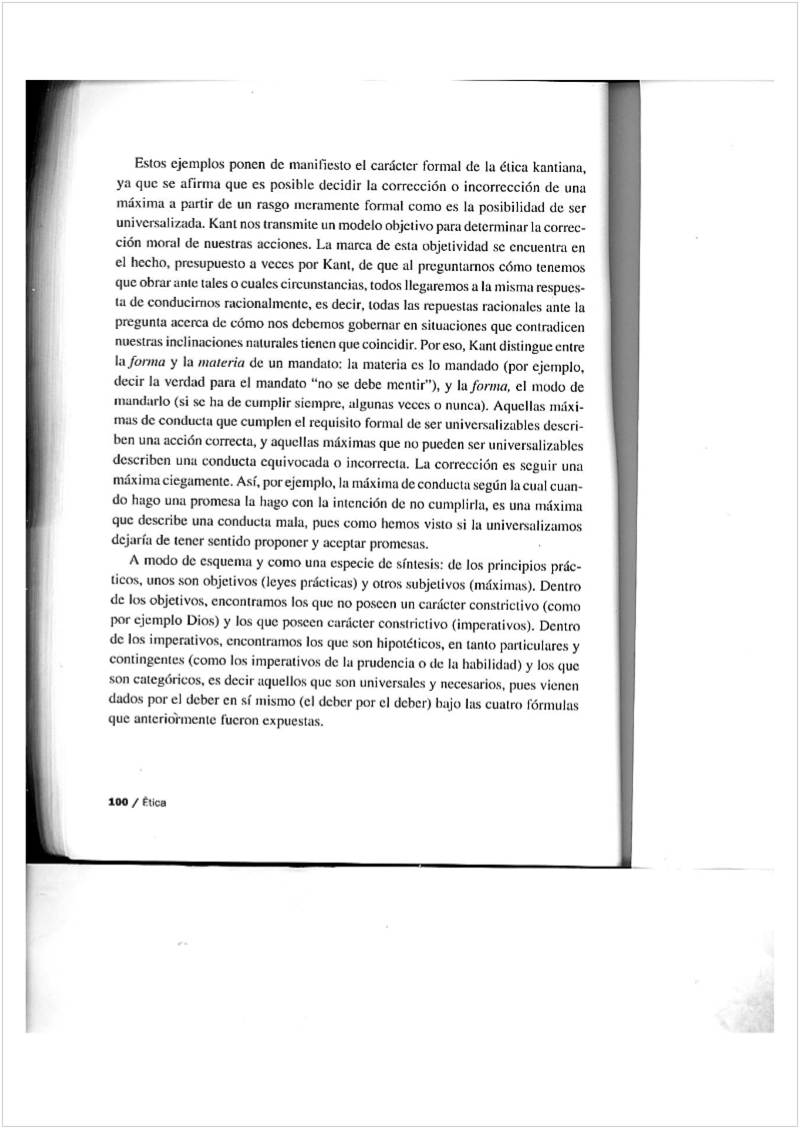 Estos ejemplos ponen de manifiesto el carácter formal de la ética kantiana,
ya que se afirma que es posible decidir la corrección o incorrección de una
máxima a partir de un rasgo meramente formal como es la posibilidad de ser
universalizada. Kant nos transmite un modelo objetivo para determinar la correc-
ción moral de nuestras acciones. La marca de esta objetividad se encuentra en
el hecho, presupuesto a veces por Kant, de que al preguntarnos cómo tenemos
que obrar ante tales o cuales circunstancias, todos llegaremos a la misma respues-
ta de conducirnos racionalmente, es decir, todas las repuestas racionales ante la
pregunta acerca de cómo nos debemos gobernar en situaciones que contradicen
nuestras inclinaciones naturales tienen que coincidir. Por eso, Kant distingue entre
la forma y la materia de un mandato: la materia es lo mandado (por ejemplo,
decir la verdad para el mandato “no se debe mentir”), y la forma, el modo de
mandarlo (si se ha de cumplir siempre, algunas veces o nunca). Aquellas máxi-
mas de conducta que cumplen el requisito formal de ser universalizables descri-
ben una acción correcta, y aquellas máximas que no pueden ser universalizables
describen una conducta equivocada o incorrecta. La corrección es seguir una
máxima ciegamente. Así, por ejemplo, la máxima de conducta según la cual cuan-
do hago una promesa la hago con la intención de no cumplirla, es una máxima
que describe una conducta mala, pues como hemos visto si la universalizamos
dejaría de tener sentido proponer y aceptar promesas.
A modo de esquema y como una especie de síntesis: de los principios prác-
ticos, unos son objetivos (leyes prácticas) y otros subjetivos (máximas). Dentro
de los objetivos, encontramos los que no poseen un carácter constrictivo (como
por ejemplo Dios) y los que poseen carácter constrictivo (imperativos). Dentro
de los imperativos, encontramos los que son hipotéticos, en tanto particulares y
contingentes (como los imperativos de la prudencia o de la habilidad) y los que
son categóricos, es decir aquellos que son universales y necesarios, pues vienen
dados por el deber en sí mismo (el deber por el deber) bajo las cuatro fórmulas
que anteriormente fueron expuestas.
100 / Ética